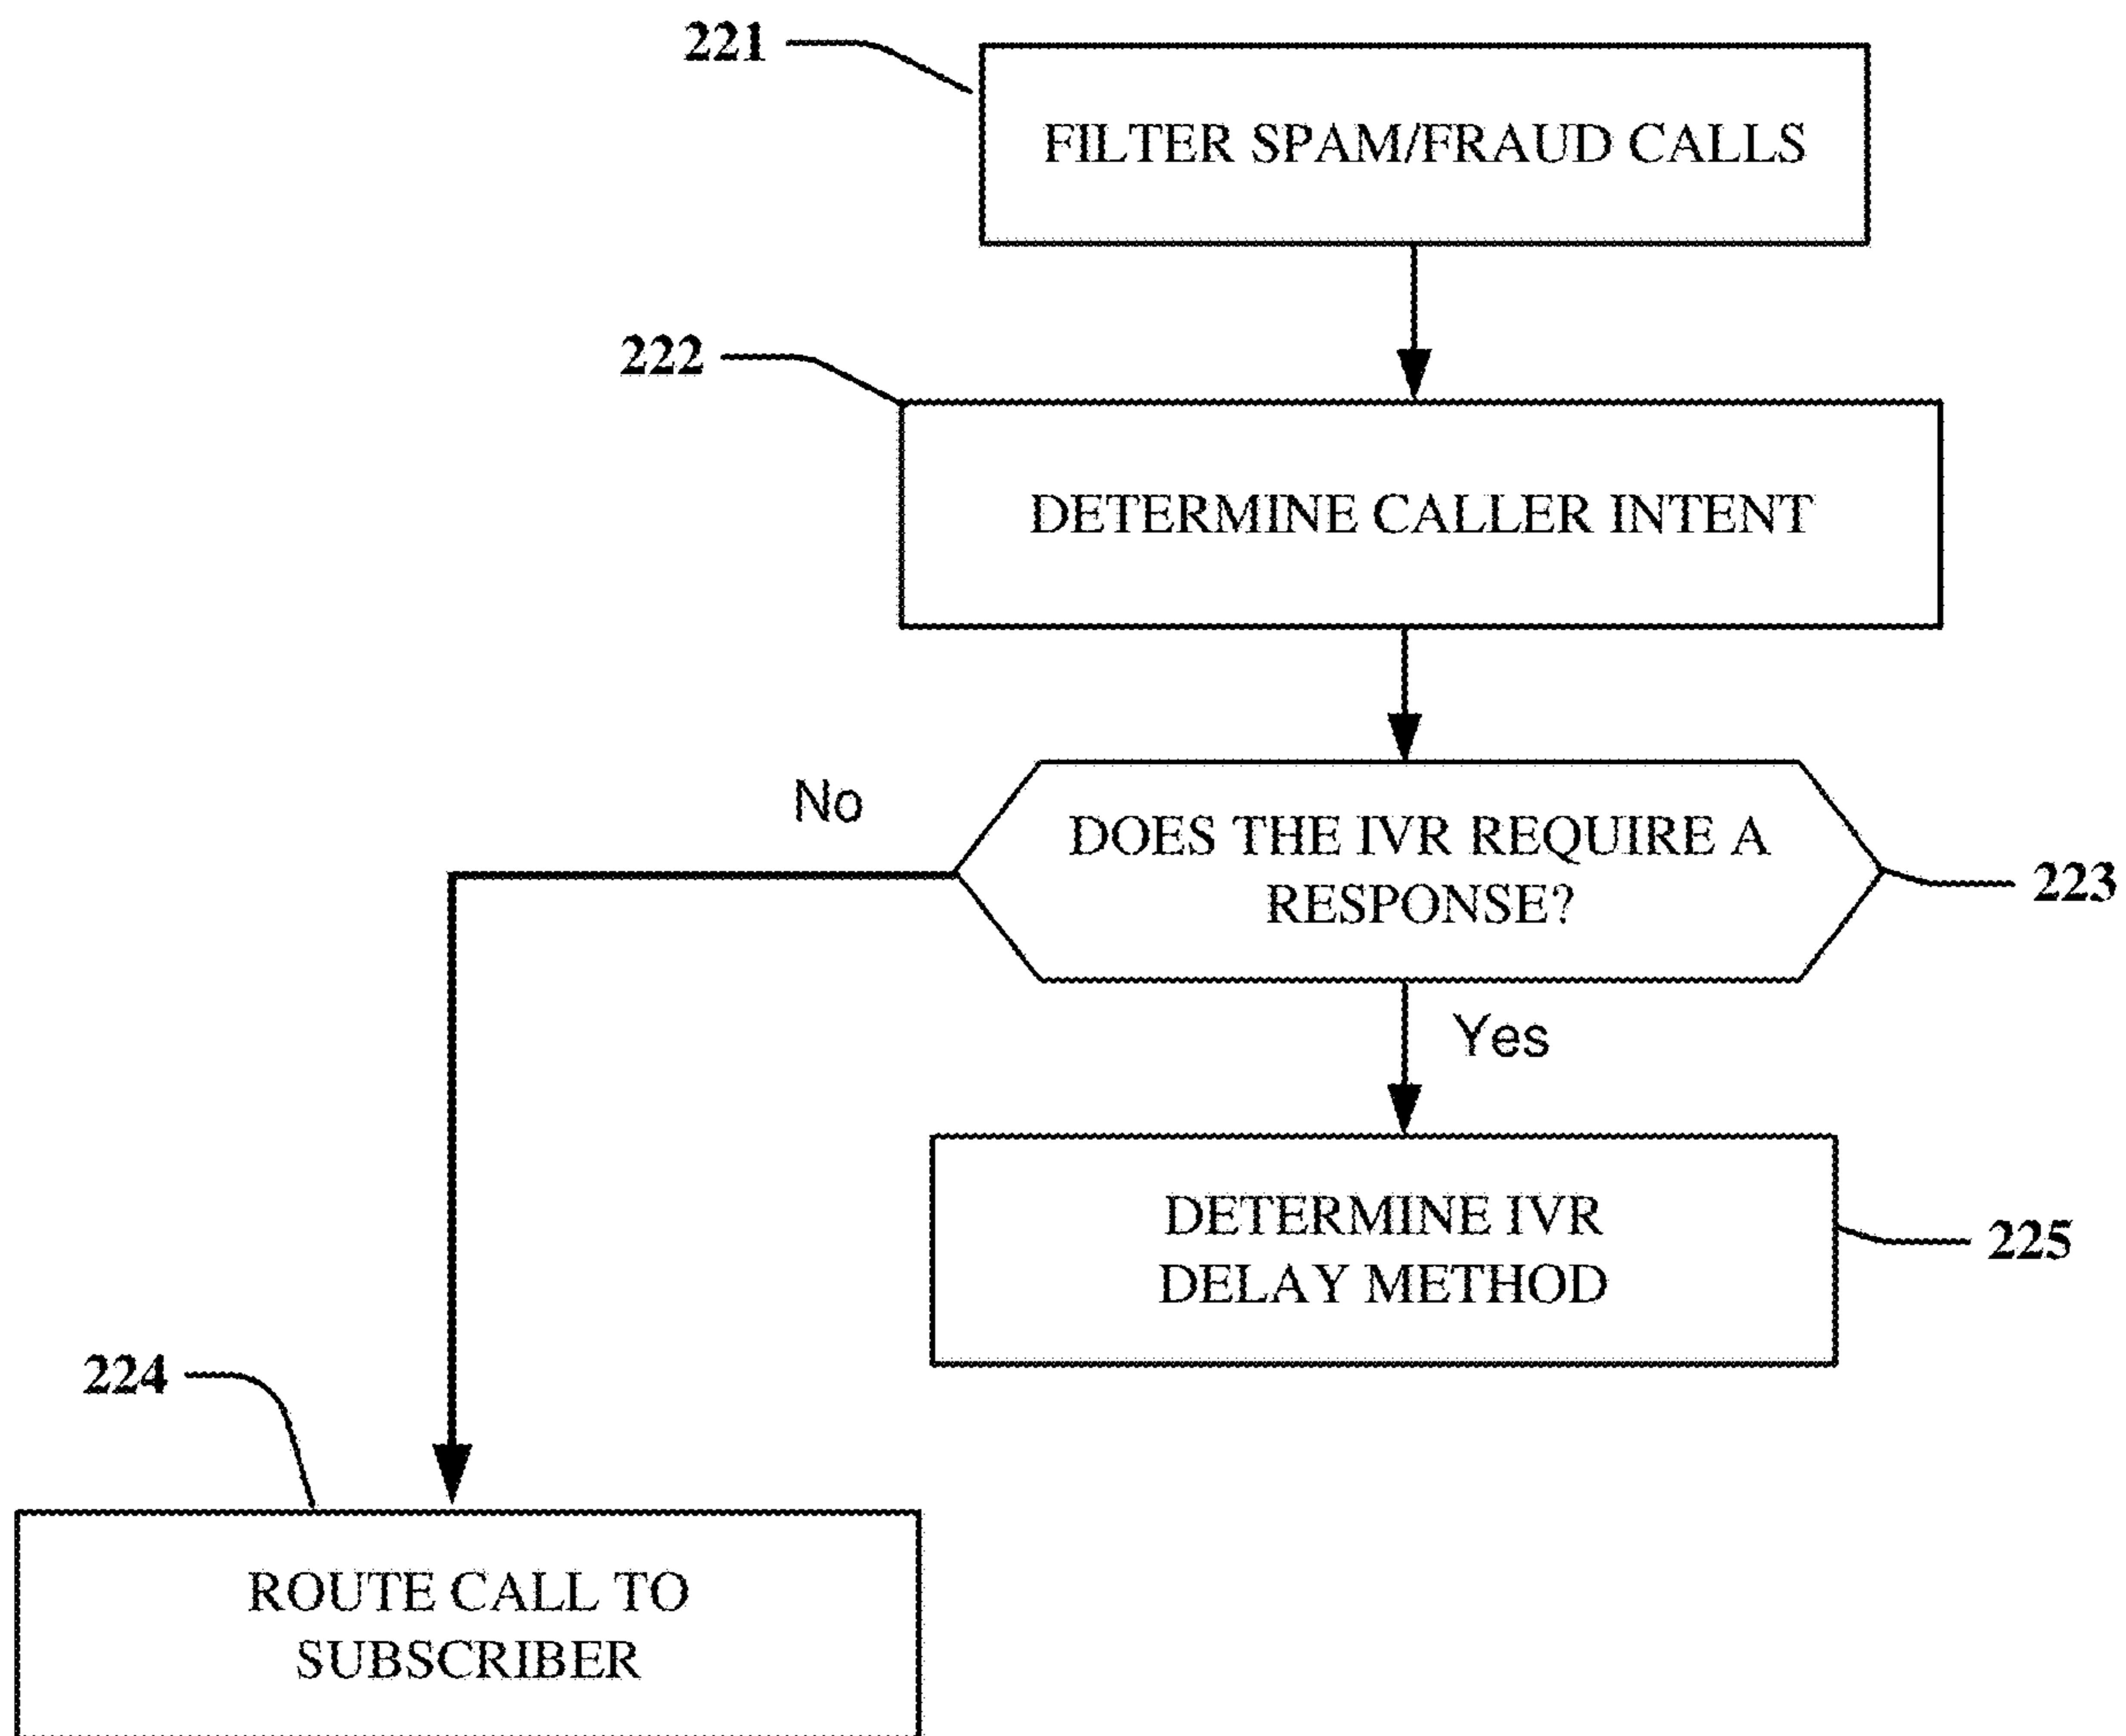 221
FILTER SPAM/FRAUD CALLS
222
DETERMINE CALLER INTENT
No
DOES THE IVR REQUIRE A
RESPONSE?
223
Yes
DETERMINE IVR
DELAY METHOD
225
224
ROUTE CALL TO
SUBSCRIBER